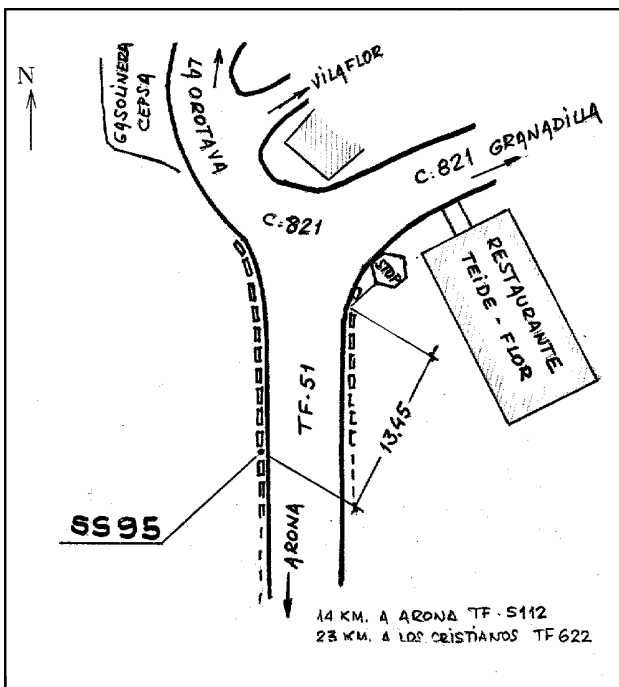 N
GASOLINERA
CEPSA
LA OROTAVA
VILAFLOR
C:821 GRANADILLA
C:821
STOP
RESTAURANTE
TEIDE - FLOR
TF-51
13,45
SS95
ARONA
14 KM. A ARONA TF-5112
23 KM. A LOS CRISTIANOS TF622